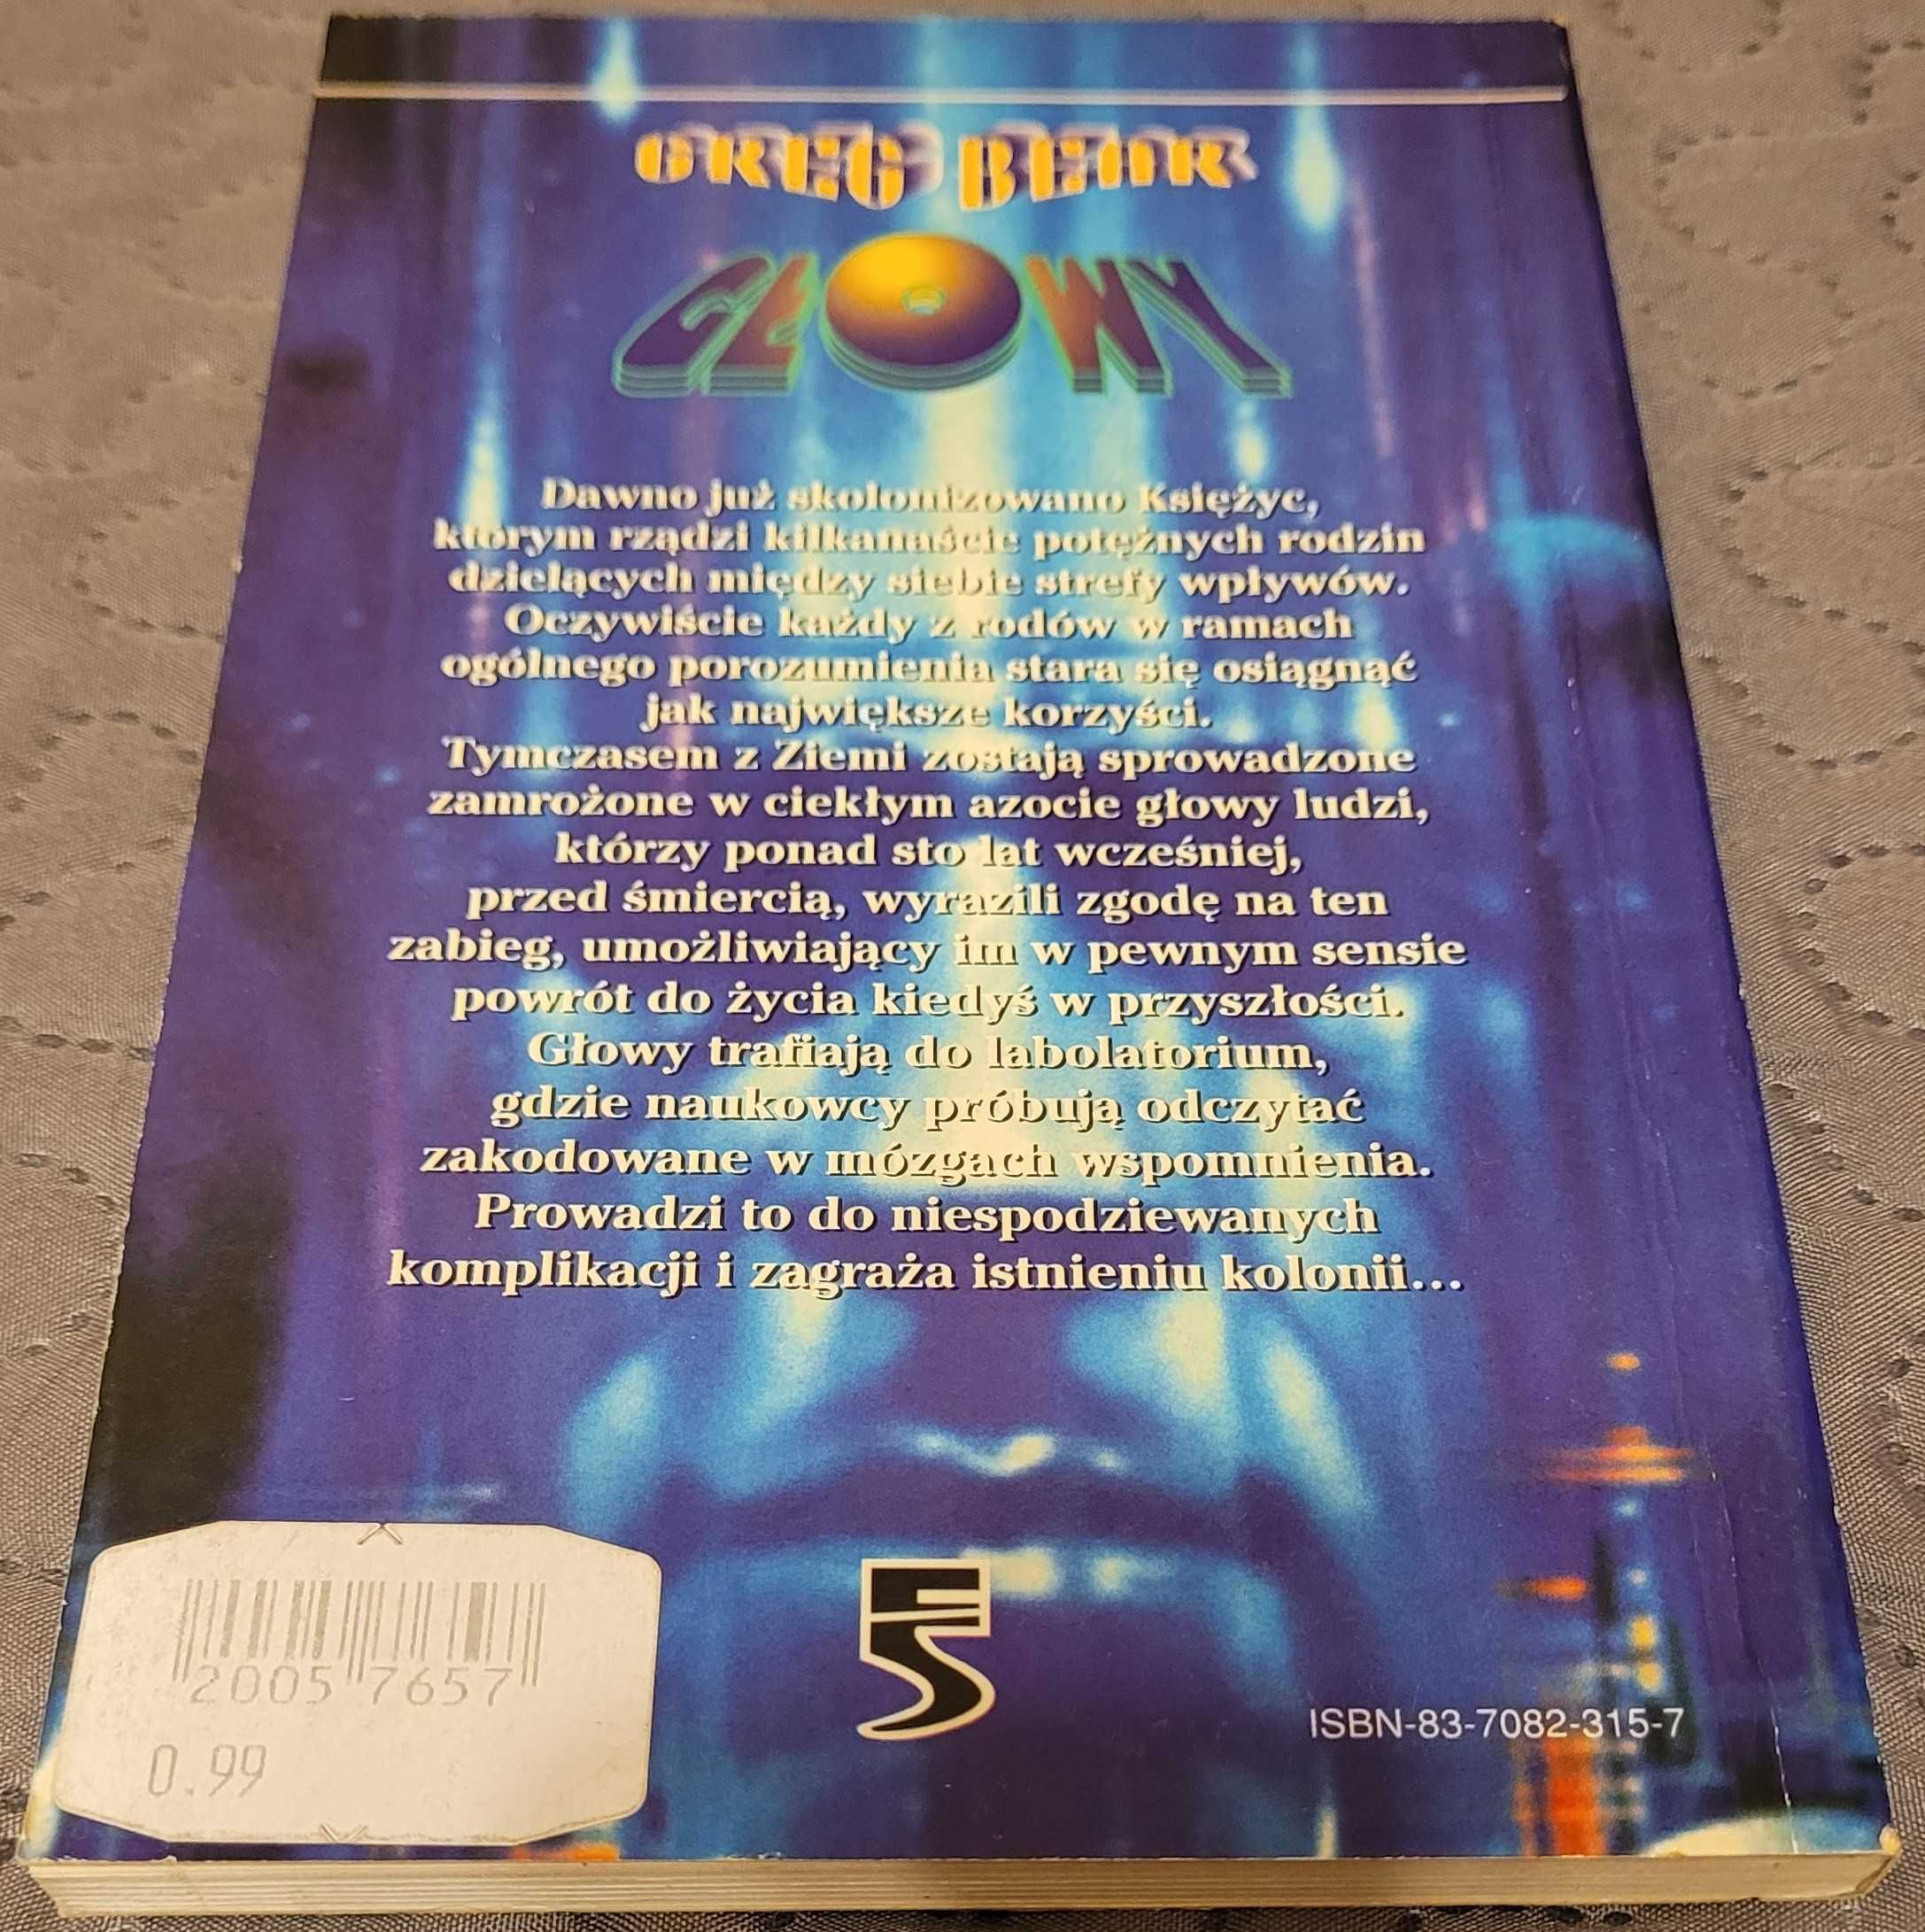 GREG BEAR
GŁOWY
Dawno już skolonizowano Księżyc,
którym rządzi kilkanaście potężnych rodzin
dzielących między siebie strefy wpływów.
Oczywiście każdy z rodów w ramach
ogólnego porozumienia stara się osiągnąć
jak największe korzyści.
Tymczasem z Ziemi zostają sprowadzone
zamrożone w ciekłym azocie głowy ludzi,
którzy ponad sto lat wcześniej,
przed śmiercią, wyrazili zgodę na ten
zabieg, umożliwiający im w pewnym sensie
powrót do życia kiedyś w przyszłości.
Głowy trafiają do labolatorium,
gdzie naukowcy próbują odczytać
zakodowane w mózgach wspomnienia.
Prowadzi to do niespodziewanych
komplikacji i zagraża istnieniu kolonii...
2005 7657
0.99
ISBN-83-7082-315-7